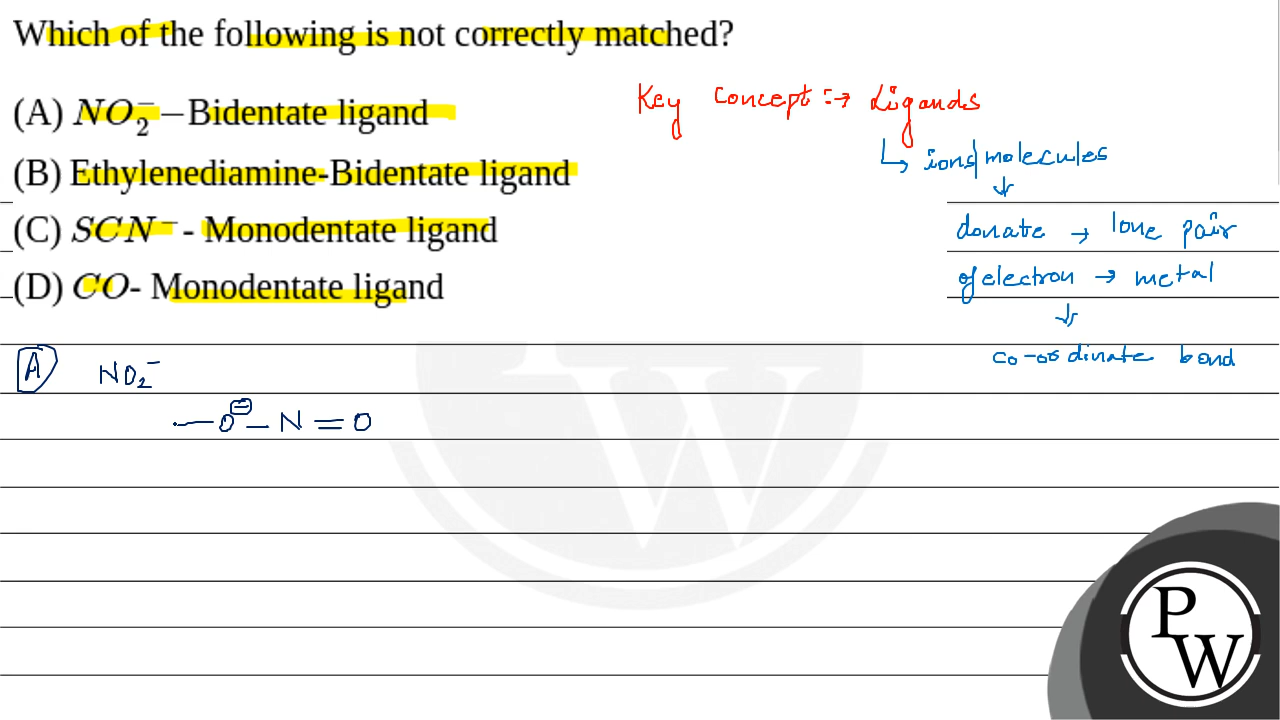 Which of the following is not correctly matched?
(A) NO₂⁻ – Bidentate ligand
(B) Ethylenediamine-Bidentate ligand
(C) SCN⁻ - Monodentate ligand
(D) CO- Monodentate ligand
Key Concept :→ Ligands
↳ ions/molecules
↓
donate → lone pair
of electron → metal
↓
co-ordinate bond
A NO₂⁻
— O⊖ – N = O
W
P
W